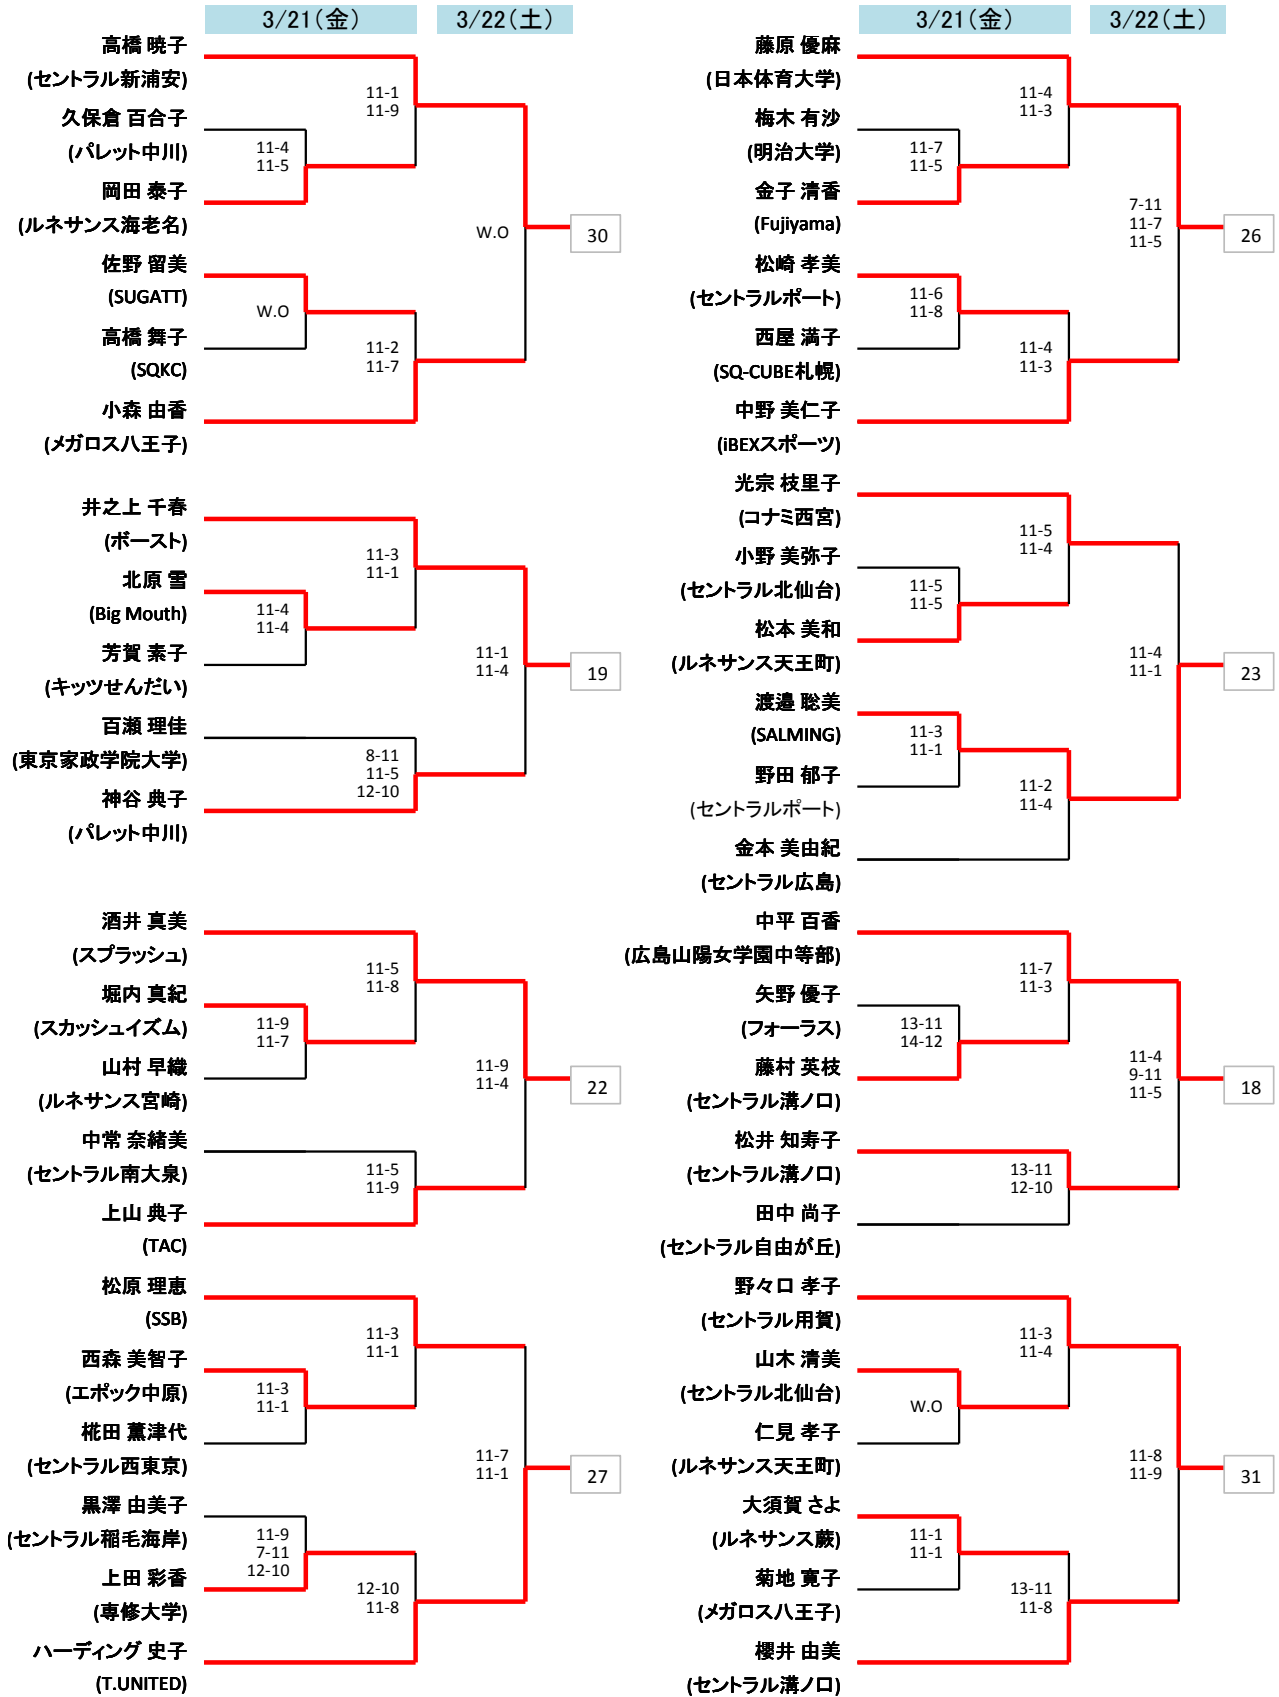 3/21(金)
3/22(土)
高橋 暁子
(セントラル新浦安)
11-1
11-9
久保倉 百合子
(パレット中川)
11-4
11-5
岡田 泰子
(ルネサンス海老名)
W.O
30
佐野 留美
(SUGATT)
W.O
高橋 舞子
(SQKC)
11-2
11-7
小森 由香
(メガロス八王子)
井之上 千春
(ボースト)
11-3
11-1
北原 雪
(Big Mouth)
11-4
11-4
芳賀 素子
(キッツせんだい)
11-1
11-4
19
百瀬 理佳
(東京家政学院大学)
8-11
11-5
12-10
神谷 典子
(パレット中川)
酒井 真美
(スプラッシュ)
11-5
11-8
堀内 真紀
(スカッシュイズム)
11-9
11-7
山村 早織
(ルネサンス宮崎)
11-9
11-4
22
中常 奈緒美
(セントラル南大泉)
11-5
11-9
上山 典子
(TAC)
松原 理恵
(SSB)
11-3
11-1
西森 美智子
(エポック中原)
11-3
11-1
椛田 薫津代
(セントラル西東京)
11-7
11-1
27
黒澤 由美子
(セントラル稲毛海岸)
11-9
7-11
12-10
上田 彩香
(専修大学)
12-10
11-8
ハーディング 史子
(T.UNITED)
3/21(金)
3/22(土)
藤原 優麻
(日本体育大学)
11-4
11-3
梅木 有沙
(明治大学)
11-7
11-5
金子 清香
(Fujiyama)
7-11
11-7
11-5
26
松崎 孝美
(セントラルポート)
11-6
11-8
西屋 満子
(SQ-CUBE札幌)
11-4
11-3
中野 美仁子
(iBEXスポーツ)
光宗 枝里子
(コナミ西宮)
11-5
11-4
小野 美弥子
(セントラル北仙台)
11-5
11-5
松本 美和
(ルネサンス天王町)
11-4
11-1
23
渡邉 聡美
(SALMING)
11-3
11-1
野田 郁子
(セントラルポート)
11-2
11-4
金本 美由紀
(セントラル広島)
中平 百香
(広島山陽女学園中等部)
11-7
11-3
矢野 優子
(フォーラス)
13-11
14-12
藤村 英枝
(セントラル溝ノ口)
11-4
9-11
11-5
18
松井 知寿子
(セントラル溝ノ口)
13-11
12-10
田中 尚子
(セントラル自由が丘)
野々口 孝子
(セントラル用賀)
11-3
11-4
山木 清美
(セントラル北仙台)
W.O
仁見 孝子
(ルネサンス天王町)
11-8
11-9
31
大須賀 さよ
(ルネサンス蕨)
11-1
11-1
菊地 寛子
(メガロス八王子)
13-11
11-8
櫻井 由美
(セントラル溝ノ口)